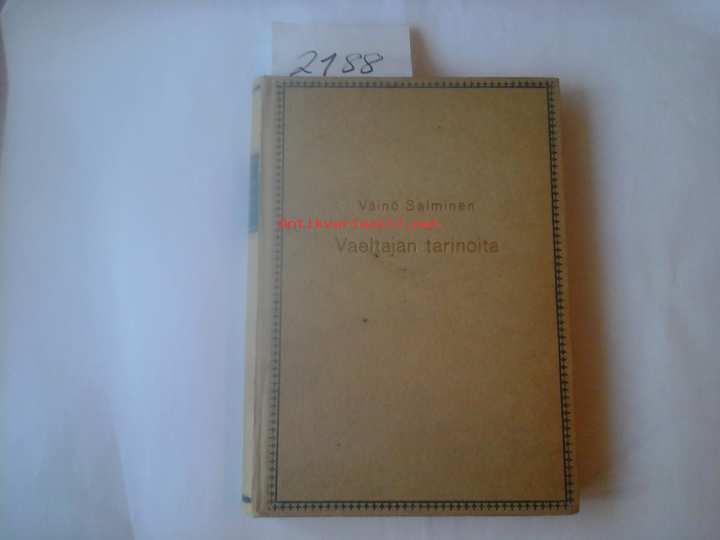 2188
Väinö Salminen
Antikvariaatti.net
Vaeltajan tarinoita